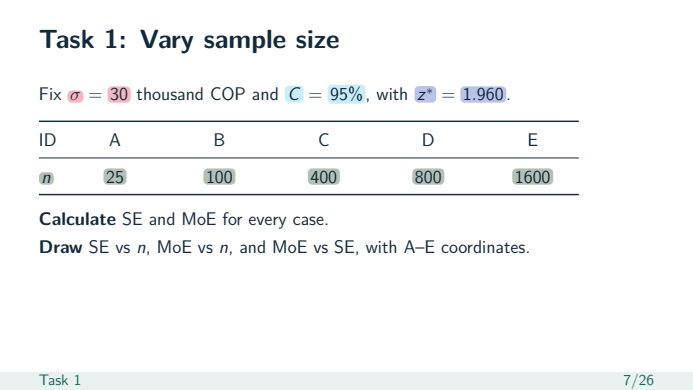 Task 1: Vary sample size
Fix σ = 30 thousand COP and C = 95%, with z* = 1.960.
ID A B C D E
n 25 100 400 800 1600
Calculate SE and MoE for every case.
Draw SE vs n, MoE vs n, and MoE vs SE, with A–E coordinates.
Task 1 7/26